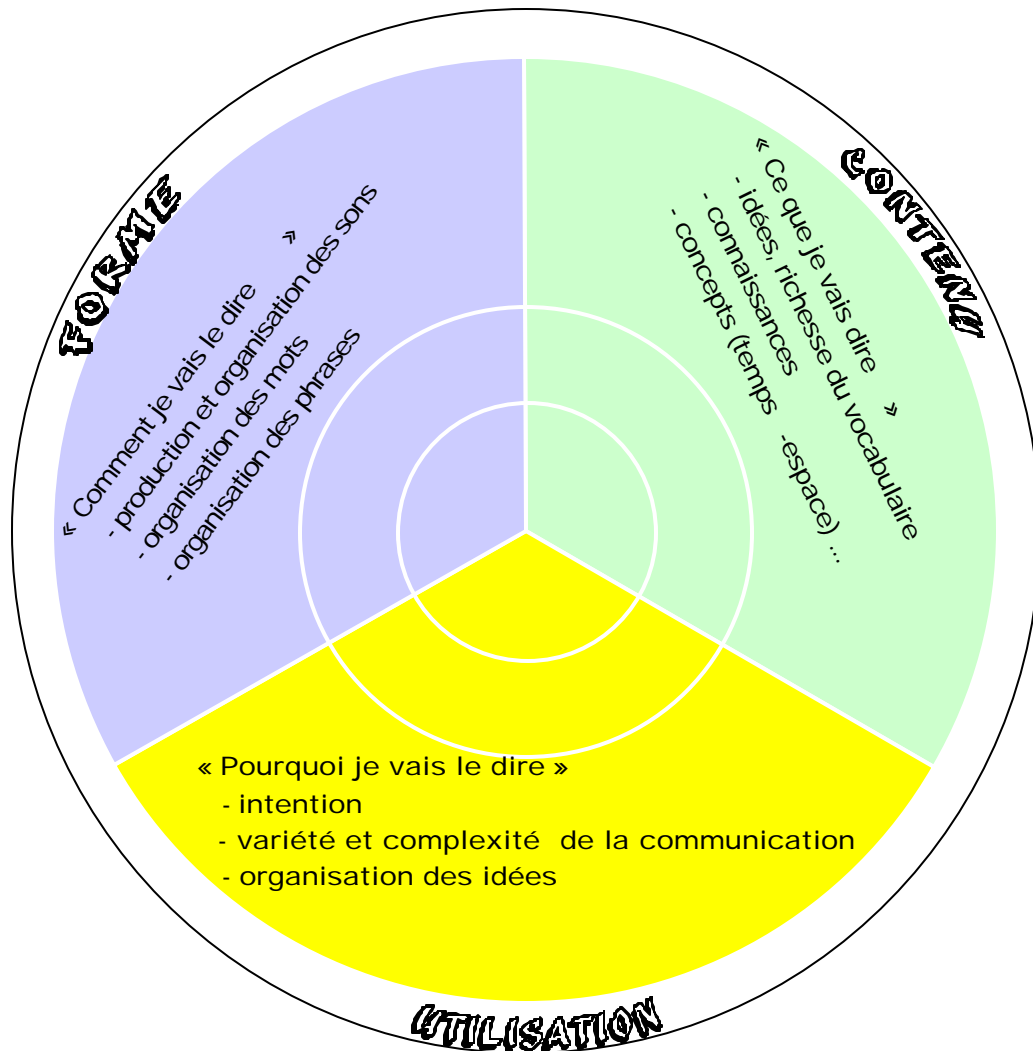 FORME
« Comment je vais le dire »
- production et organisation des sons
- organisation des mots
- organisation des phrases
CONTENU
« Ce que je vais dire »
- idées, richesse du vocabulaire
- connaissances
- concepts (temps -espace) ...
« Pourquoi je vais le dire »
- intention
- variété et complexité de la communication
- organisation des idées
UTILISATION